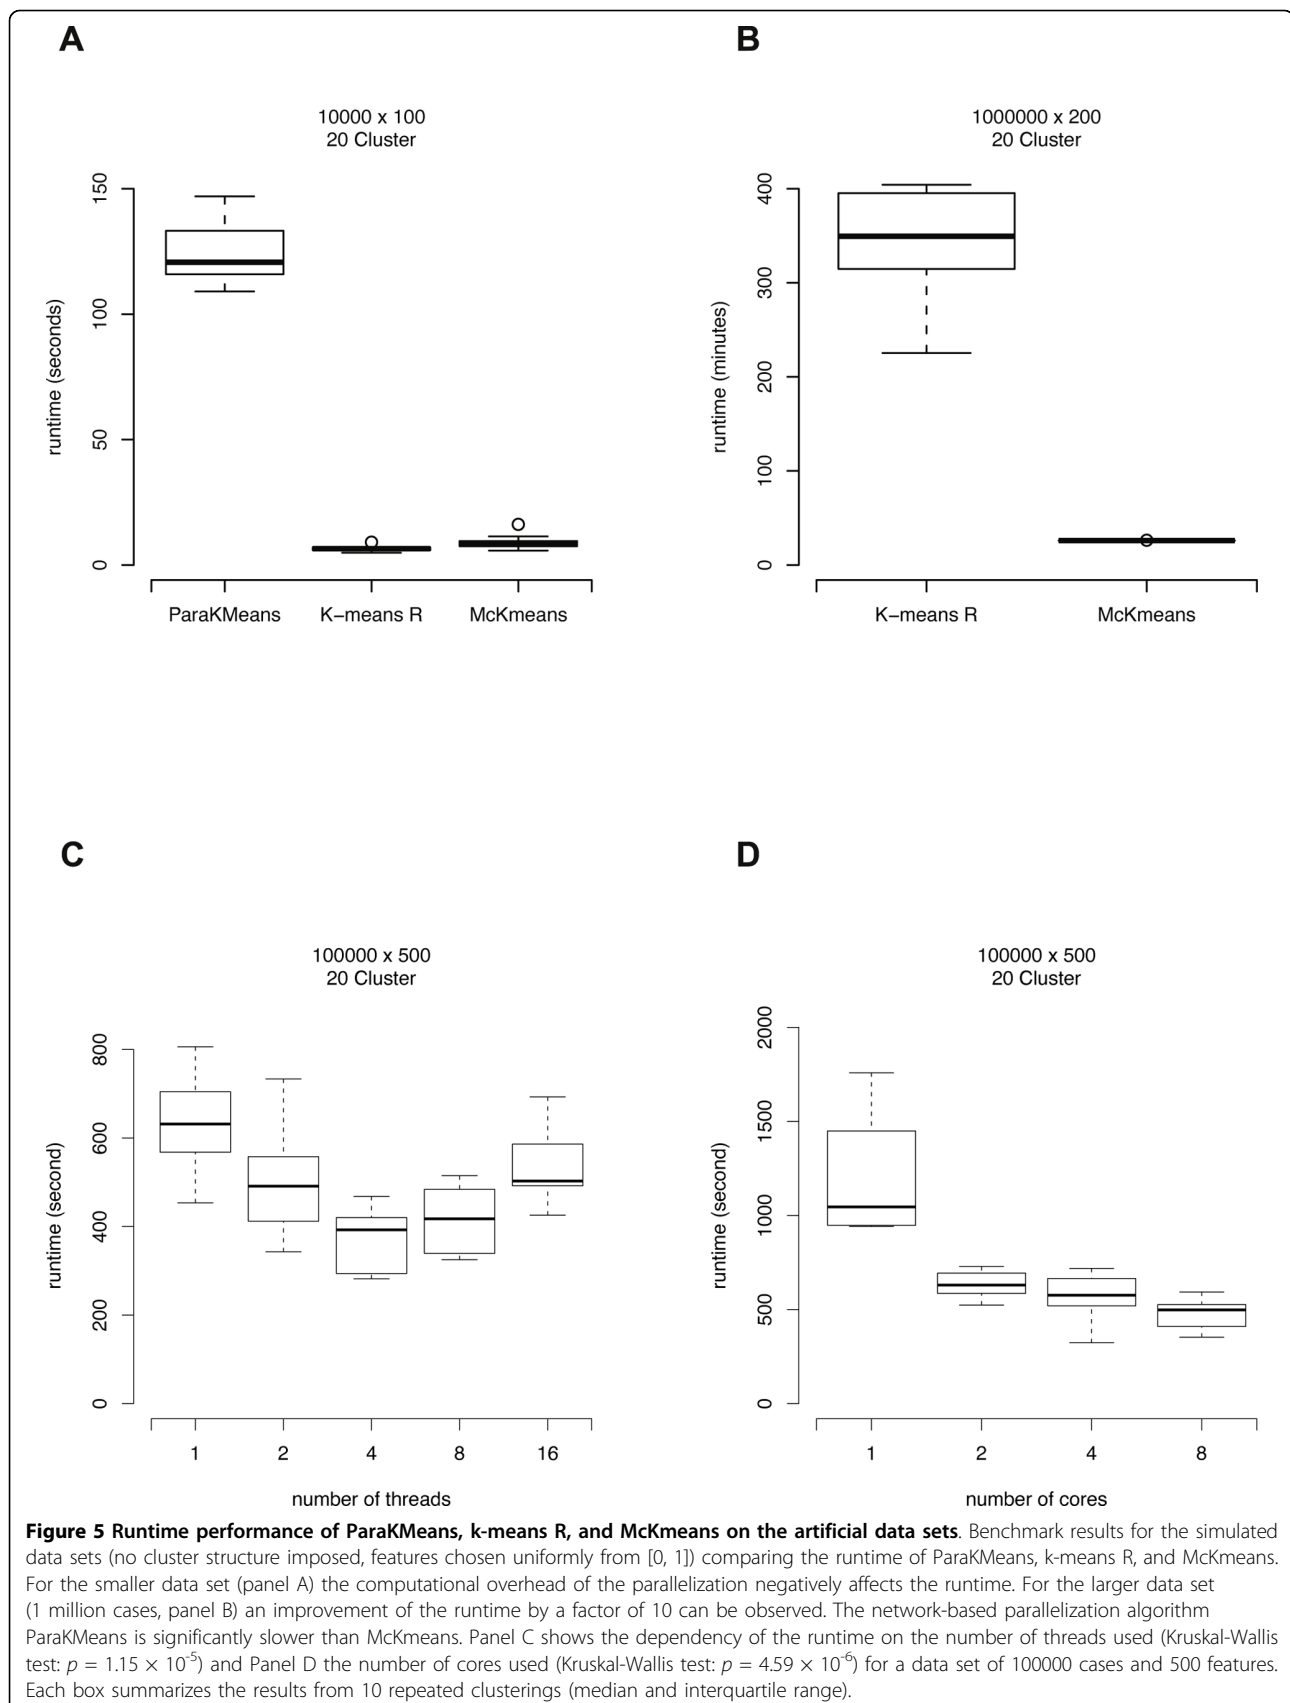 A
10000 x 100
20 Cluster
runtime (seconds)
150
100
50
0
ParaKMeans K−means R McKmeans
B
1000000 x 200
20 Cluster
runtime (minutes)
400
300
200
100
0
K−means R McKmeans
C
100000 x 500
20 Cluster
runtime (second)
800
600
400
200
0
1 2 4 8 16
number of threads
D
100000 x 500
20 Cluster
runtime (second)
2000
1500
1000
500
0
1 2 4 8
number of cores
Figure 5 Runtime performance of ParaKMeans, k-means R, and McKmeans on the artificial data sets. Benchmark results for the simulated
data sets (no cluster structure imposed, features chosen uniformly from [0, 1]) comparing the runtime of ParaKMeans, k-means R, and McKmeans.
For the smaller data set (panel A) the computational overhead of the parallelization negatively affects the runtime. For the larger data set
(1 million cases, panel B) an improvement of the runtime by a factor of 10 can be observed. The network-based parallelization algorithm
ParaKMeans is significantly slower than McKmeans. Panel C shows the dependency of the runtime on the number of threads used (Kruskal-Wallis
test: p = 1.15 × 10⁻⁵) and Panel D the number of cores used (Kruskal-Wallis test: p = 4.59 × 10⁻⁶) for a data set of 100000 cases and 500 features.
Each box summarizes the results from 10 repeated clusterings (median and interquartile range).